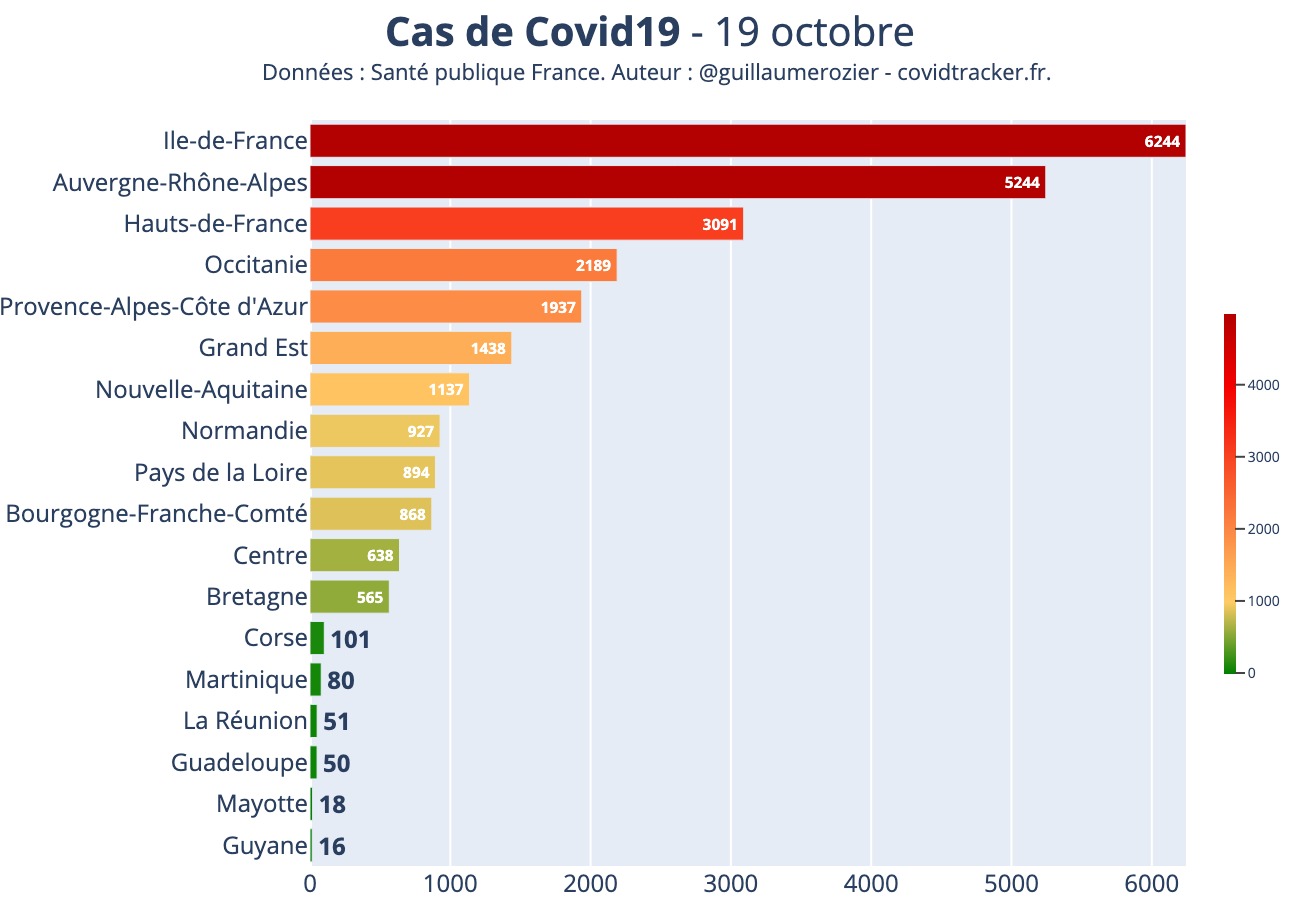 Cas de Covid19 - 19 octobre
Données : Santé publique France. Auteur : @guillaumerozier - covidtracker.fr.
Ile-de-France 6244
Auvergne-Rhône-Alpes 5244
Hauts-de-France 3091
Occitanie 2189
Provence-Alpes-Côte d'Azur 1937
Grand Est 1438
Nouvelle-Aquitaine 1137
Normandie 927
Pays de la Loire 894
Bourgogne-Franche-Comté 868
Centre 638
Bretagne 565
Corse 101
Martinique 80
La Réunion 51
Guadeloupe 50
Mayotte 18
Guyane 16
0 1000 2000 3000 4000 5000 6000
4000
3000
2000
1000
0